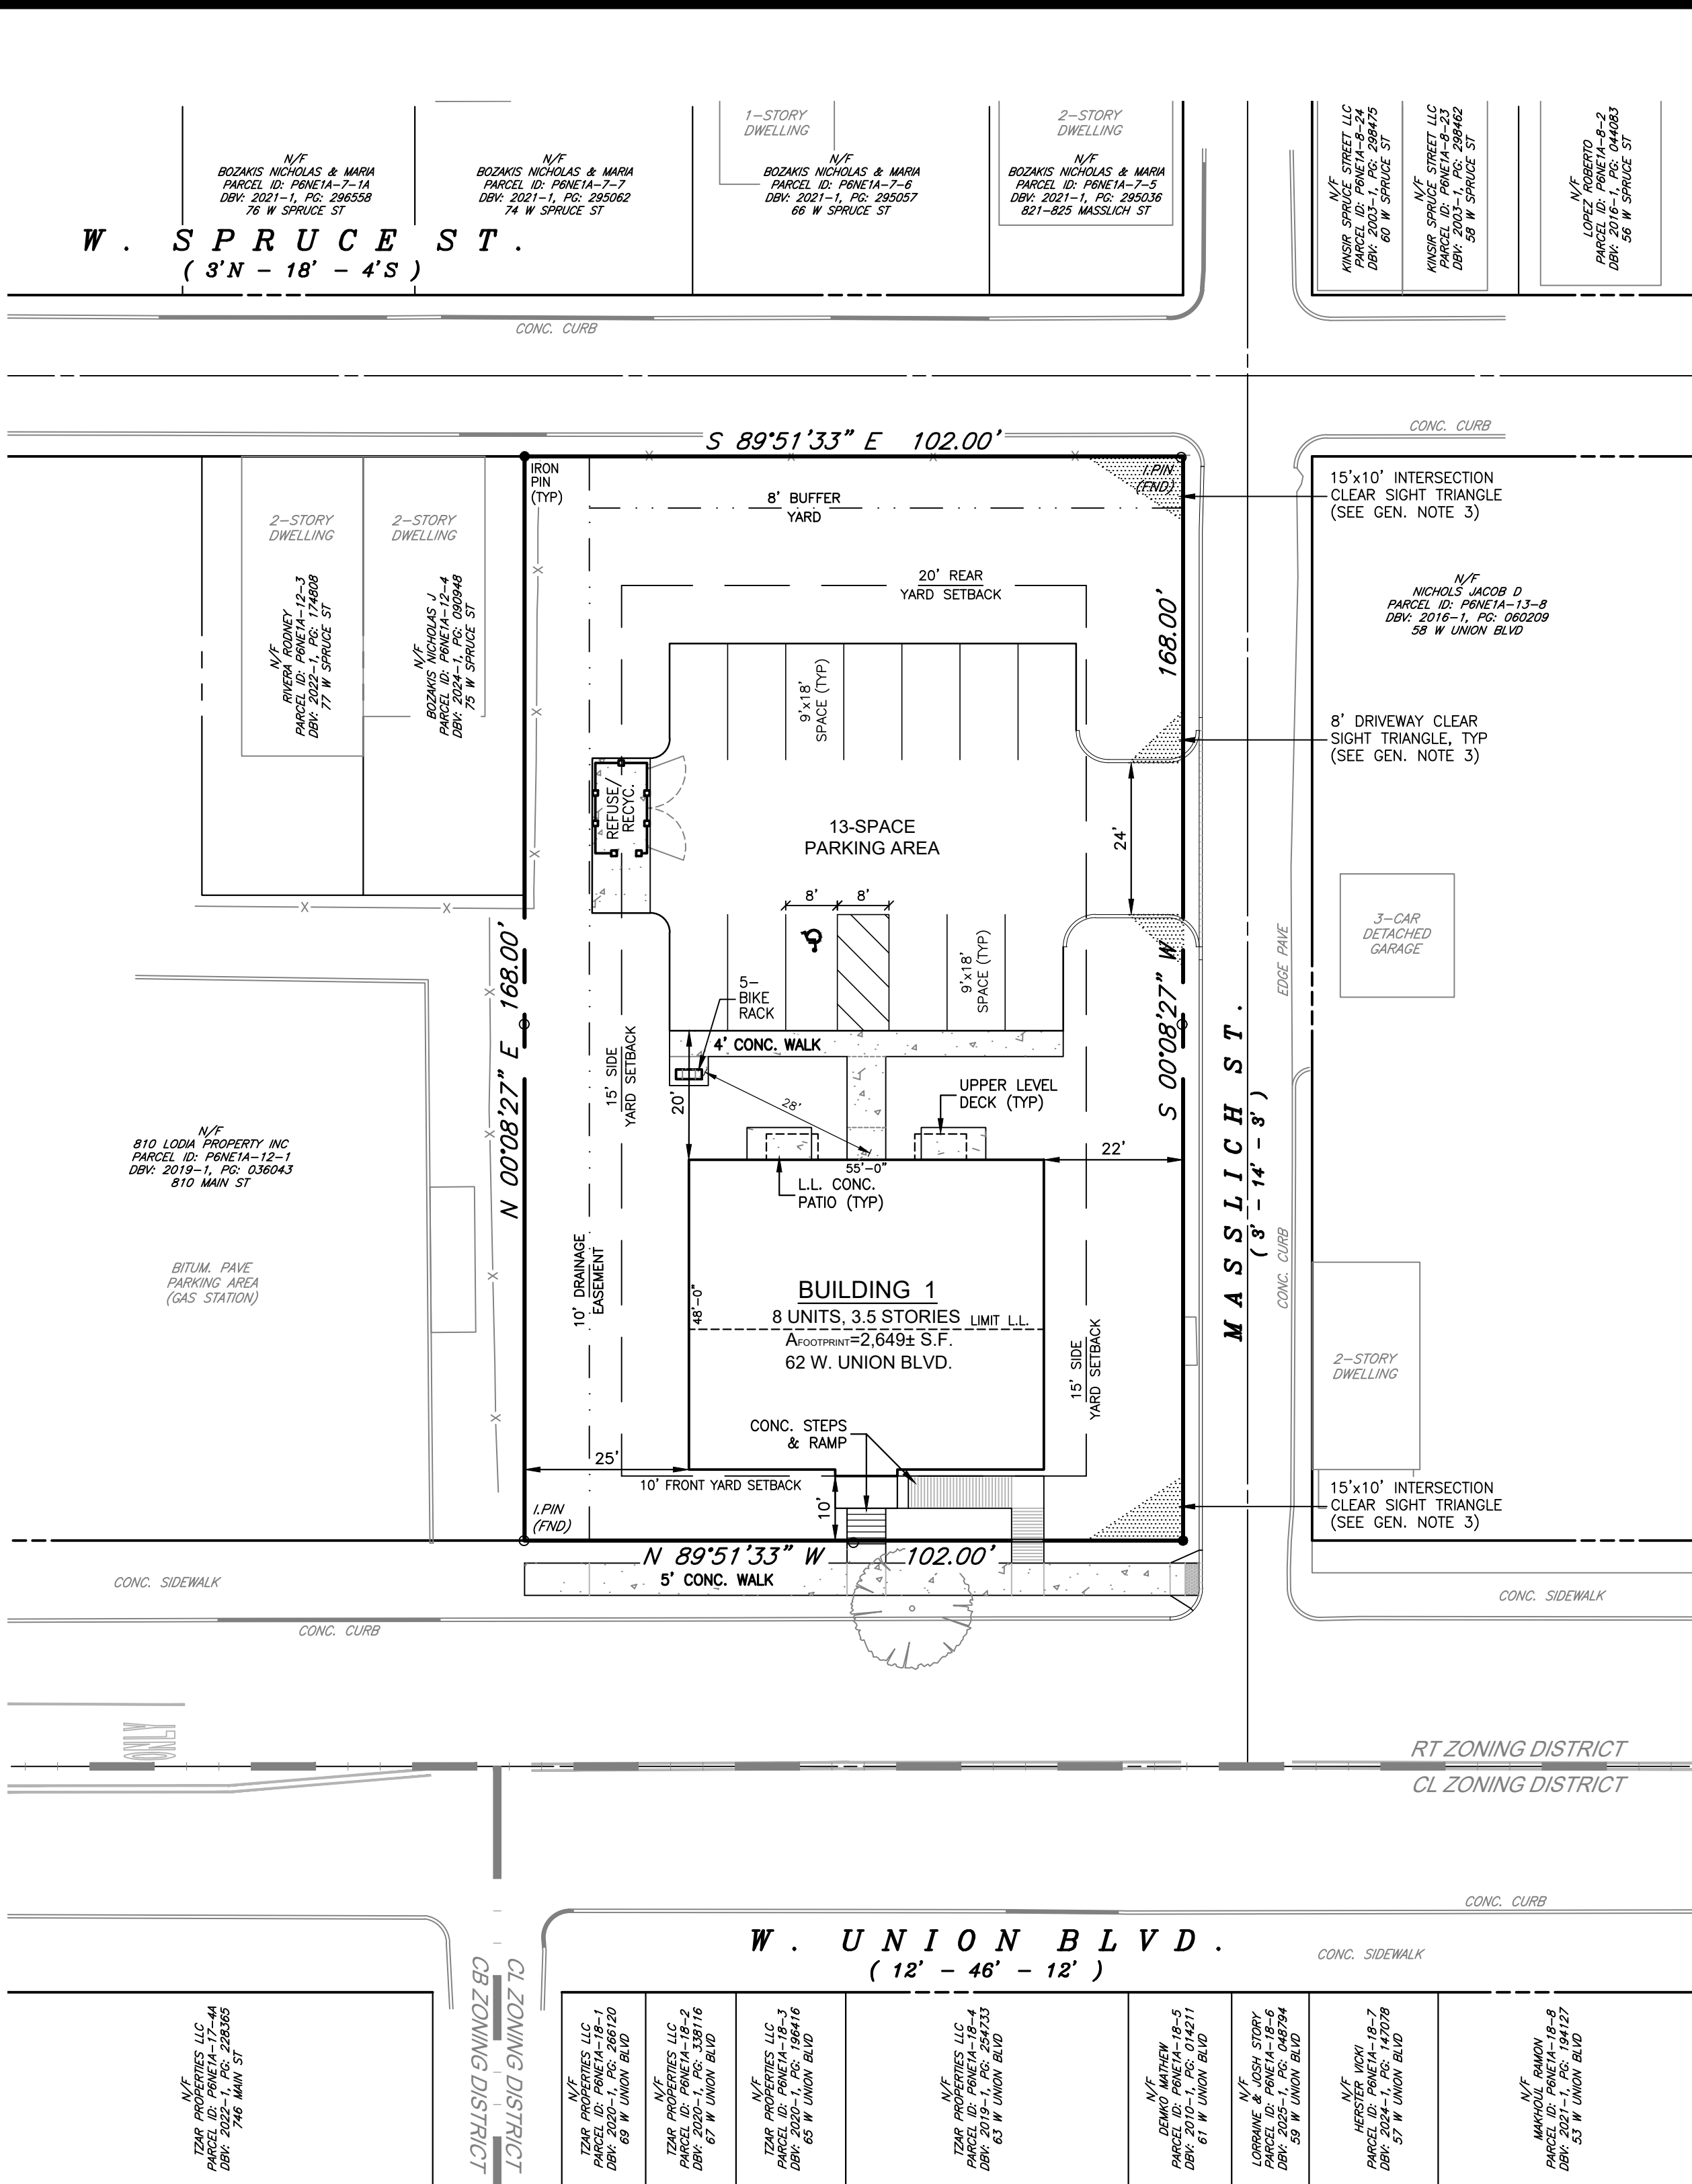 1-STORY
DWELLING
2-STORY
DWELLING
N/F
BOZAKIS NICHOLAS & MARIA
PARCEL ID: P6NE1A-7-1A
DBV: 2021-1, PG: 296558
76 W SPRUCE ST
N/F
BOZAKIS NICHOLAS & MARIA
PARCEL ID: P6NE1A-7-7
DBV: 2021-1, PG: 295062
74 W SPRUCE ST
N/F
BOZAKIS NICHOLAS & MARIA
PARCEL ID: P6NE1A-7-6
DBV: 2021-1, PG: 295057
66 W SPRUCE ST
N/F
BOZAKIS NICHOLAS & MARIA
PARCEL ID: P6NE1A-7-5
DBV: 2021-1, PG: 295036
821-825 MASSLICH ST
N/F
KINSIR SPRUCE STREET LLC
PARCEL ID: P6NE1A-8-24
DBV: 2003-1, PG: 298475
60 W SPRUCE ST
N/F
KINSIR SPRUCE STREET LLC
PARCEL ID: P6NE1A-8-23
DBV: 2003-1, PG: 298462
58 W SPRUCE ST
N/F
LOPEZ ROBERTO
PARCEL ID: P6NE1A-8-2
DBV: 2016-1, PG: 044083
56 W SPRUCE ST
W. SPRUCE ST.
( 3'N - 18' - 4'S )
CONC. CURB
CONC. CURB
S 89°51'33" E 102.00'
IRON
PIN
(TYP)
I.PIN
(FND)
8' BUFFER
YARD
15'x10' INTERSECTION
CLEAR SIGHT TRIANGLE
(SEE GEN. NOTE 3)
2-STORY
DWELLING
2-STORY
DWELLING
N/F
RIVERA RODNEY
PARCEL ID: P6NE1A-12-3
DBV: 2022-1, PG: 174808
77 W SPRUCE ST
N/F
BOZAKIS NICHOLAS J
PARCEL ID: P6NE1A-12-4
DBV: 2024-1, PG: 090948
75 W SPRUCE ST
20' REAR
YARD SETBACK
168.00'
N/F
NICHOLS JACOB D
PARCEL ID: P6NE1A-13-8
DBV: 2016-1, PG: 060209
58 W UNION BLVD
9'x18'
SPACE (TYP)
8' DRIVEWAY CLEAR
SIGHT TRIANGLE, TYP
(SEE GEN. NOTE 3)
REFUSE/
RECYC.
13-SPACE
PARKING AREA
24'
8'
8'
3-CAR
DETACHED
GARAGE
EDGE PAVE
9'x18'
SPACE (TYP)
5-
BIKE
RACK
N 00°08'27" E 168.00'
S 00°08'27" W
4' CONC. WALK
15' SIDE
YARD SETBACK
20'
28'
UPPER LEVEL
DECK (TYP)
MASSLICH ST.
( 3' - 14' - 3' )
N/F
810 LODIA PROPERTY INC
PARCEL ID: P6NE1A-12-1
DBV: 2019-1, PG: 036043
810 MAIN ST
22'
55'-0"
L.L. CONC.
PATIO (TYP)
10' DRAINAGE
EASEMENT
BITUM. PAVE
PARKING AREA
(GAS STATION)
CONC. CURB
48'-0"
BUILDING 1
8 UNITS, 3.5 STORIES
LIMIT L.L.
AFOOTPRINT=2,649± S.F.
62 W. UNION BLVD.
15' SIDE
YARD SETBACK
2-STORY
DWELLING
CONC. STEPS
& RAMP
25'
10' FRONT YARD SETBACK
10'
I.PIN
(FND)
15'x10' INTERSECTION
CLEAR SIGHT TRIANGLE
(SEE GEN. NOTE 3)
N 89°51'33" W 102.00'
5' CONC. WALK
CONC. SIDEWALK
CONC. SIDEWALK
CONC. CURB
ONLY
RT ZONING DISTRICT
CL ZONING DISTRICT
CONC. CURB
W. UNION BLVD.
( 12' - 46' - 12' )
CONC. SIDEWALK
CB ZONING DISTRICT
CL ZONING DISTRICT
N/F
TZAR PROPERTIES LLC
PARCEL ID: P6NE1A-17-4A
DBV: 2022-1, PG: 228365
746 MAIN ST
N/F
TZAR PROPERTIES LLC
PARCEL ID: P6NE1A-18-1
DBV: 2020-1, PG: 266120
69 W UNION BLVD
N/F
TZAR PROPERTIES LLC
PARCEL ID: P6NE1A-18-2
DBV: 2020-1, PG: 338116
67 W UNION BLVD
N/F
TZAR PROPERTIES LLC
PARCEL ID: P6NE1A-18-3
DBV: 2020-1, PG: 196416
65 W UNION BLVD
N/F
TZAR PROPERTIES LLC
PARCEL ID: P6NE1A-18-4
DBV: 2019-1, PG: 254733
63 W UNION BLVD
N/F
DEMKO MATHEW
PARCEL ID: P6NE1A-18-5
DBV: 2010-1, PG: 014211
61 W UNION BLVD
N/F
LORRAINE & JOSH STORY
PARCEL ID: P6NE1A-18-6
DBV: 2025-1, PG: 048794
59 W UNION BLVD
N/F
HERSTER VICKI
PARCEL ID: P6NE1A-18-7
DBV: 2024-1, PG: 147078
57 W UNION BLVD
N/F
MAKHOUL RAMON
PARCEL ID: P6NE1A-18-8
DBV: 2021-1, PG: 194127
53 W UNION BLVD